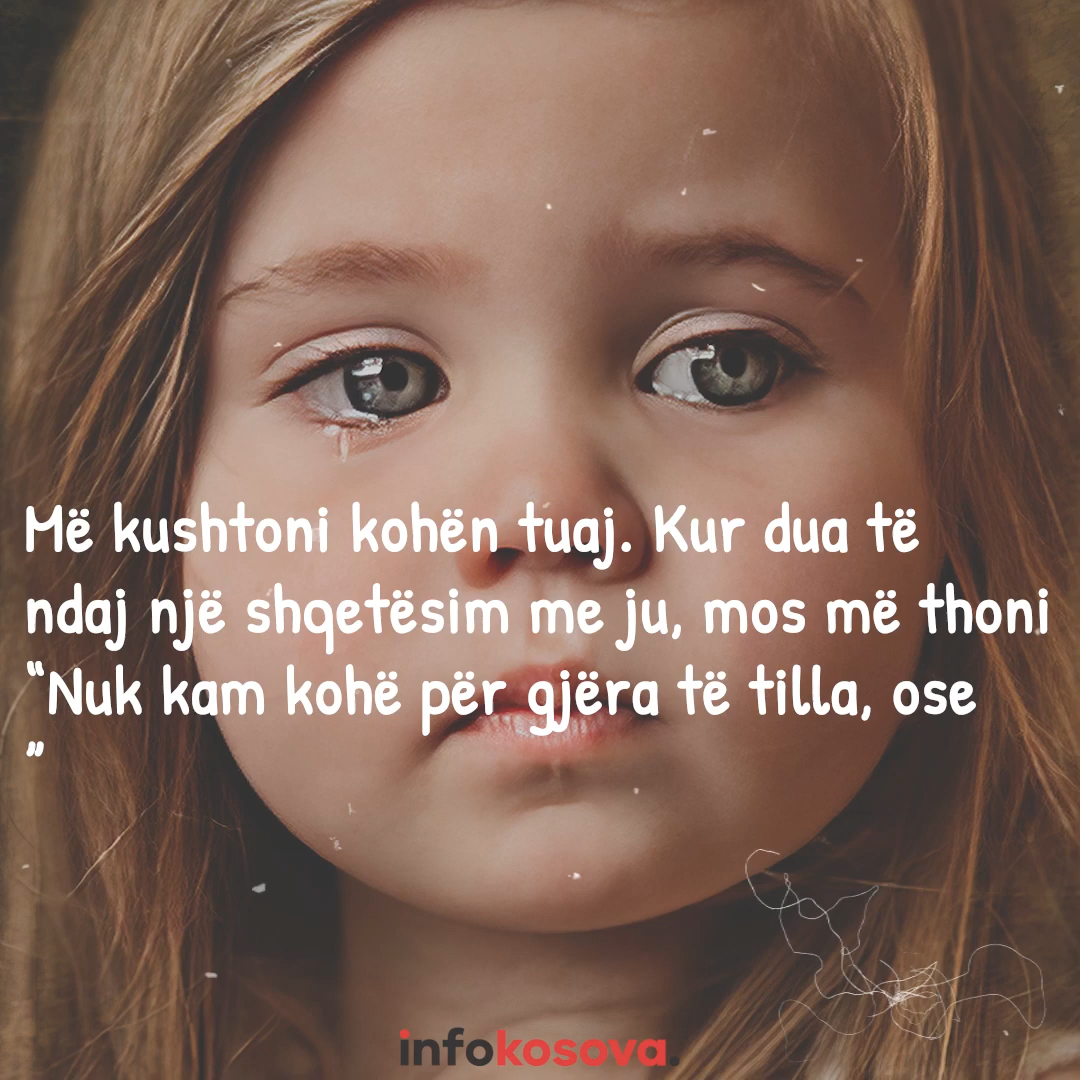 Më kushtoni kohën tuaj. Kur dua të
ndaj një shqetësim me ju, mos më thoni
“Nuk kam kohë për gjëra të tilla, ose
”
infokosova.